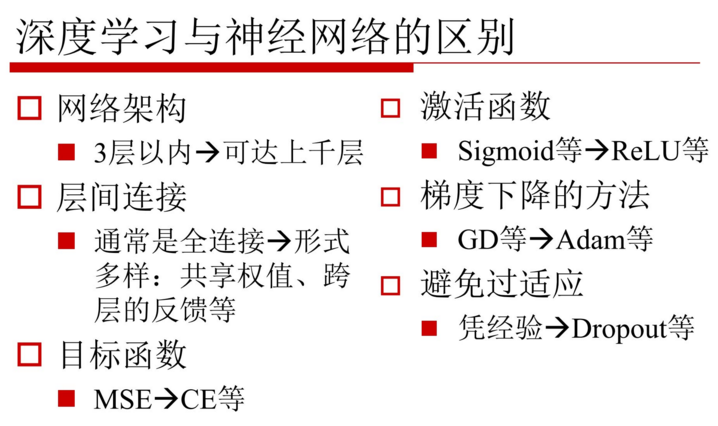 深度学习与神经网络的区别
网络架构
3层以内→可达上千层
层间连接
通常是全连接→形式
多样：共享权值、跨
层的反馈等
目标函数
MSE→CE等
激活函数
Sigmoid等→ReLU等
梯度下降的方法
GD等→Adam等
避免过适应
凭经验→Dropout等